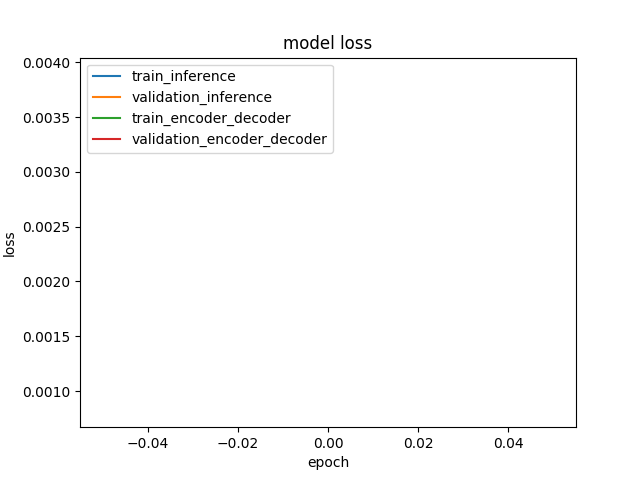 model loss
0.0040
0.0035
0.0030
0.0025
0.0020
0.0015
0.0010
loss
train_inference
validation_inference
train_encoder_decoder
validation_encoder_decoder
−0.04 −0.02 0.00 0.02 0.04
epoch